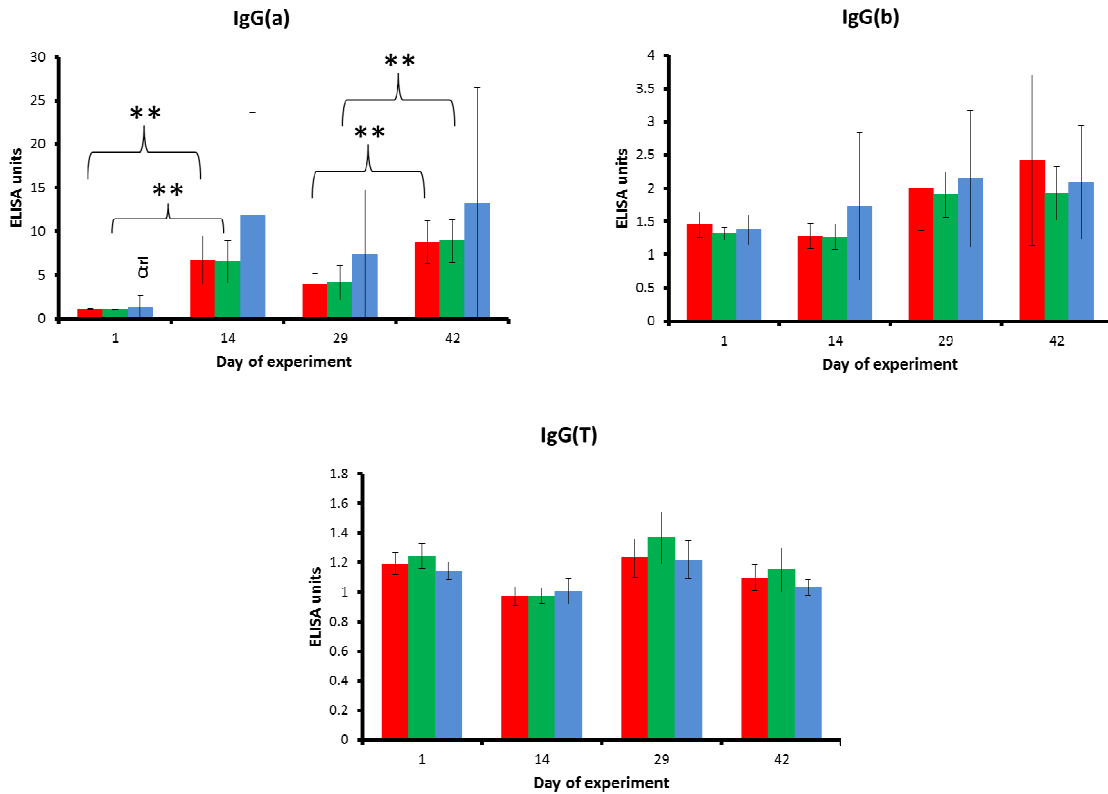 IgG(a)
30
25
20
15
10
5
0
ELISA units
**
**
**
**
Ctrl
1 14 29 42
Day of experiment
IgG(b)
4
3.5
3
2.5
2
1.5
1
0.5
0
ELISA units
1 14 29 42
Day of experiment
IgG(T)
1.8
1.6
1.4
1.2
1
0.8
0.6
0.4
0.2
0
ELISA units
1 14 29 42
Day of experiment